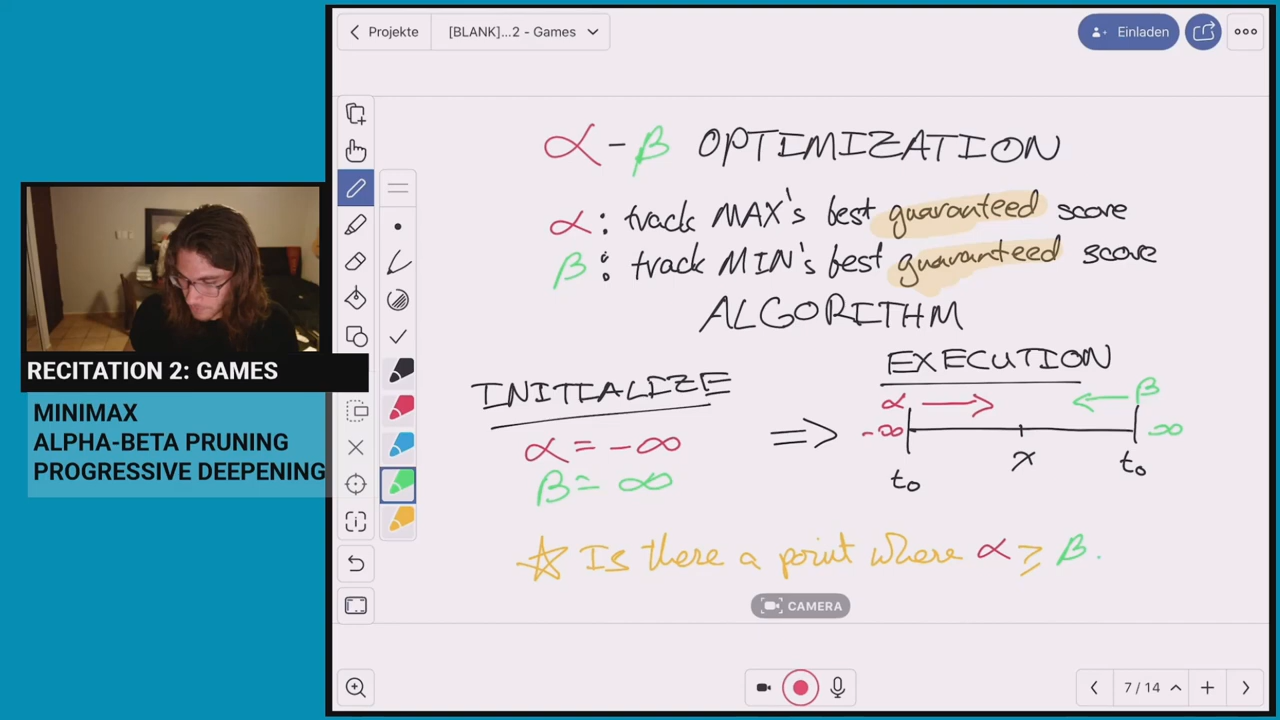 Projekte
[BLANK]...2 - Games
Einladen
α-β OPTIMIZATION
α: track MAX's best guaranteed score
β: track MIN's best guaranteed score
ALGORITHM
EXECUTION
INITIALIZE
α → ← β
-∞ ∞
α = -∞ ⇒
β = ∞
t₀ x t₀
☆ Is there a point where α ≥ β.
RECITATION 2: GAMES
MINIMAX
ALPHA-BETA PRUNING
PROGRESSIVE DEEPENING
CAMERA
7 / 14